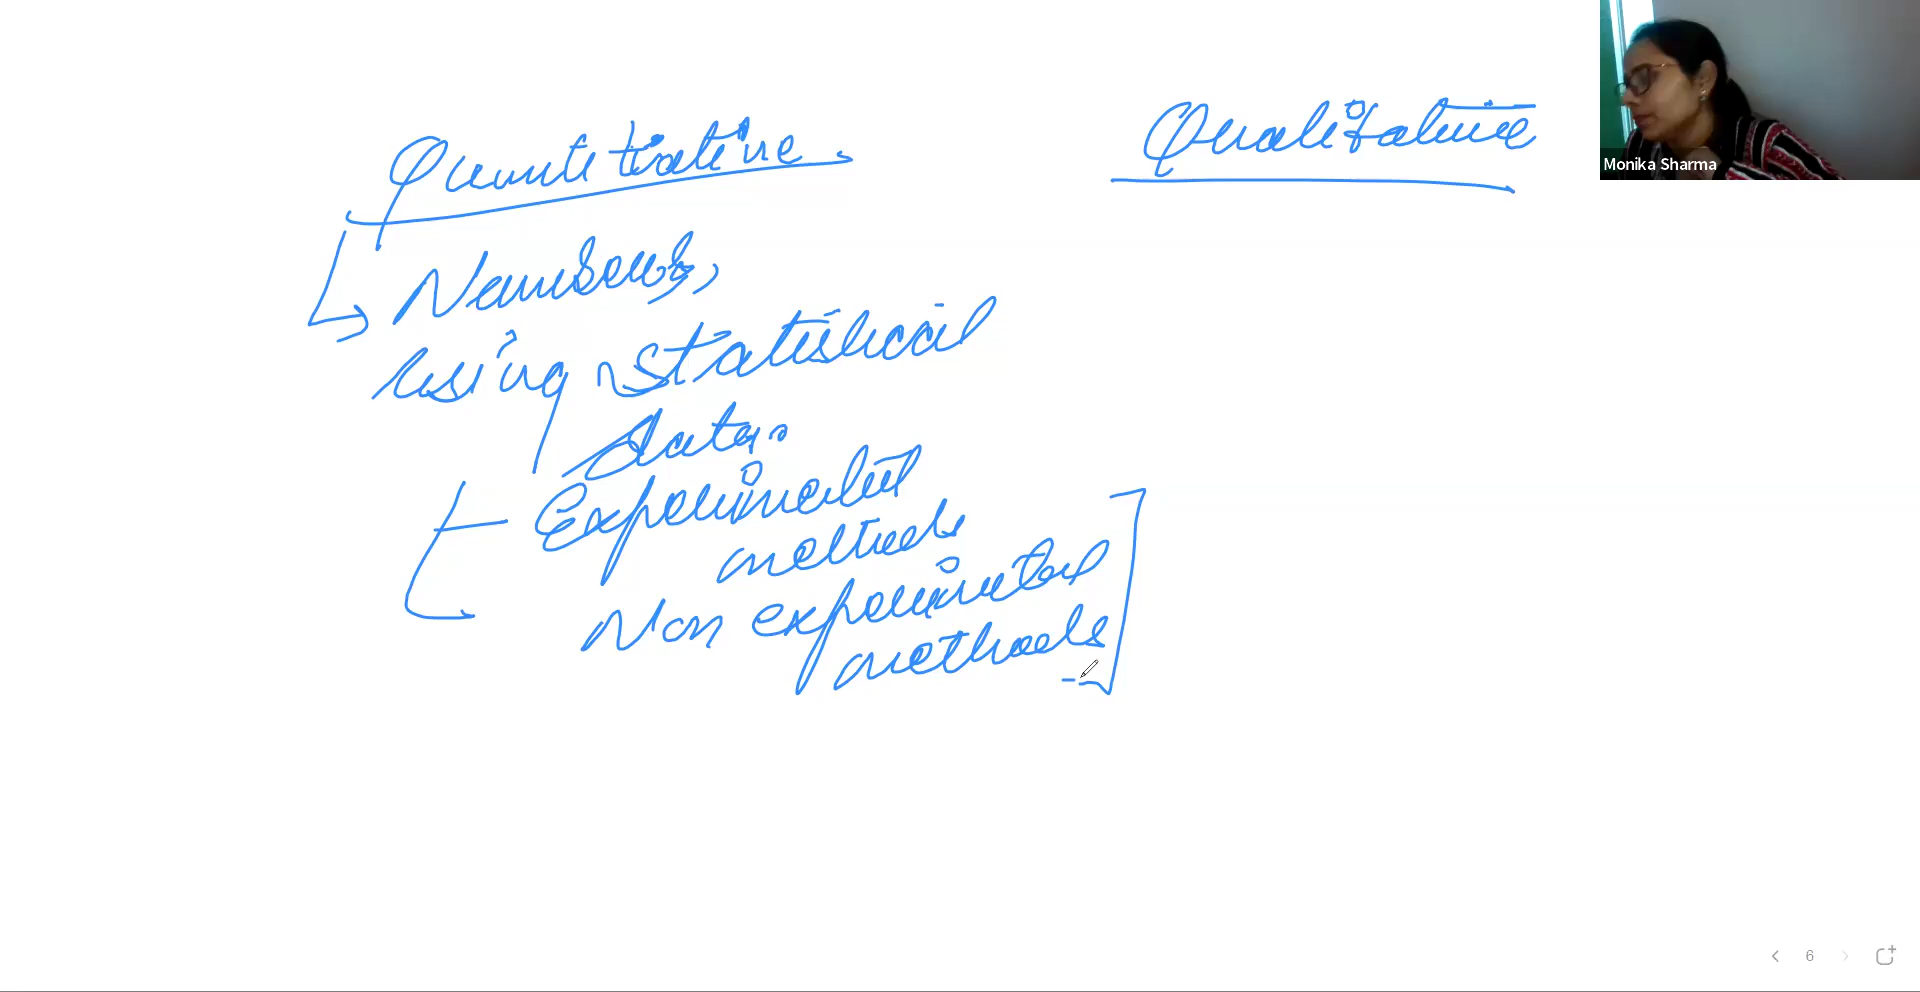 Quantitative
Qualitative
Monika Sharma
Numbers,
using statistical
data.
Experimental
methods
Non experimental
methods
6